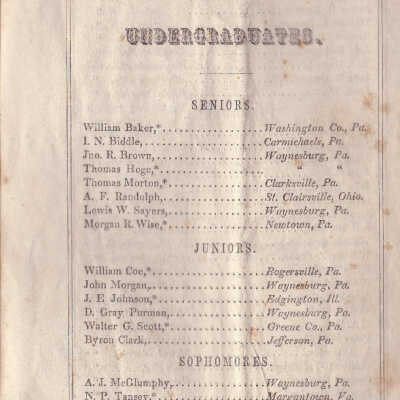 UNDERGRADUATES.
SENIORS.
William Baker,*......................Washington Co., Pa.
I. N. Biddle,......................Carmichaels, Pa.
Jno. R. Brown,......................Waynesburg, Pa.
Thomas Hoge,*...................... " "
Thomas Morton,*......................Clarksville, Pa.
A. F. Randolph,......................St. Clairsville, Ohio.
Lewis W. Sayers,......................Waynesburg, Pa.
Morgan R. Wise,*......................Newtown, Pa.
JUNIORS.
William Coe,*......................Rogersville, Pa.
John Morgan,......................Waynesburg, Pa.
J. E Johnson,*......................Edgington, Ill.
D. Gray Purman,......................Waynesburg, Pa.
Walter G. Scott,*......................Greene Co., Pa.
Byron Clark,......................Jefferson, Pa.
SOPHOMORES.
A. J. McGlumphy,......................Waynesburg, Pa.
N. P. ......................Morgantown, Va.